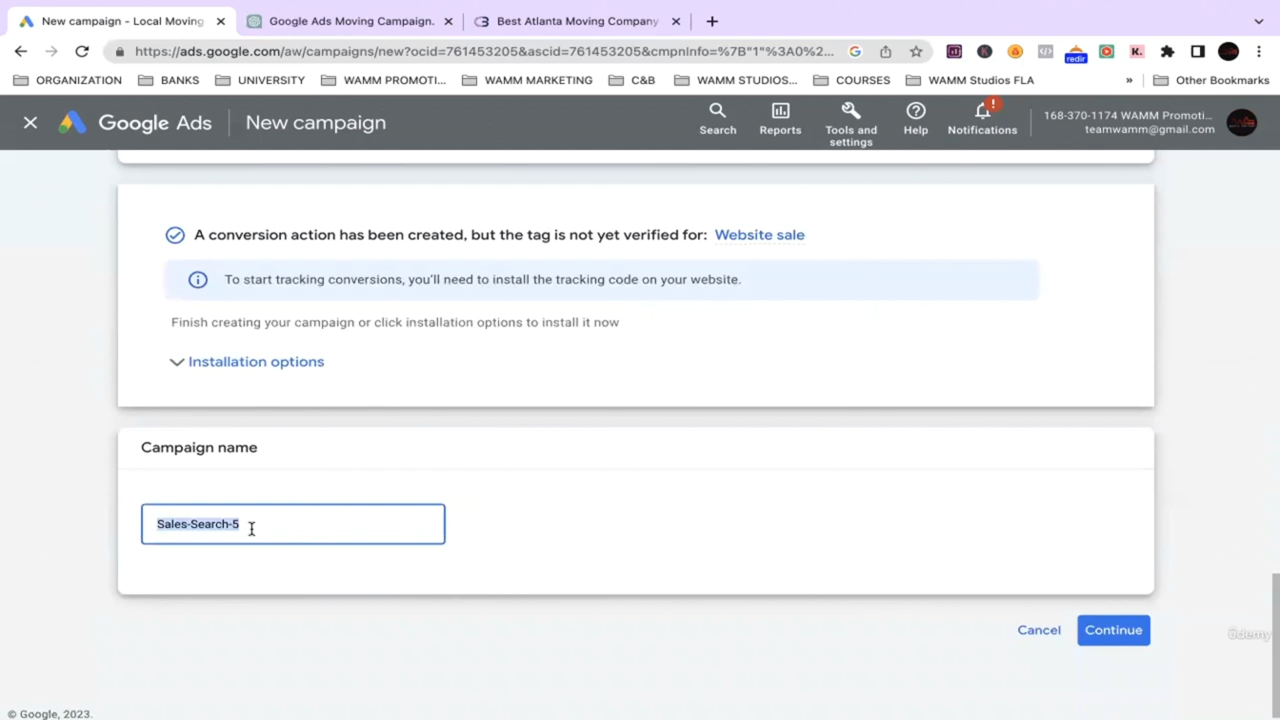 New campaign - Local Moving
Google Ads Moving Campaign.
Best Atlanta Moving Company
https://ads.google.com/aw/campaigns/new?ocid=761453205&ascid=761453205&cmpnInfo=%7B"1"%3A0%2...
K.
redir
ORGANIZATION
BANKS
UNIVERSITY
WAMM PROMOTI...
WAMM MARKETING
C&B
WAMM STUDIOS...
COURSES
WAMM Studios FLA
»
Other Bookmarks
Google Ads
New campaign
Search
Reports
Tools and
settings
Help
Notifications
168-370-1174 WAMM Promoti...
teamwamm@gmail.com
A conversion action has been created, but the tag is not yet verified for: Website sale
To start tracking conversions, you'll need to install the tracking code on your website.
Finish creating your campaign or click installation options to install it now
Installation options
Campaign name
Sales-Search-5
Cancel
Continue
ûdemy
© Google, 2023.